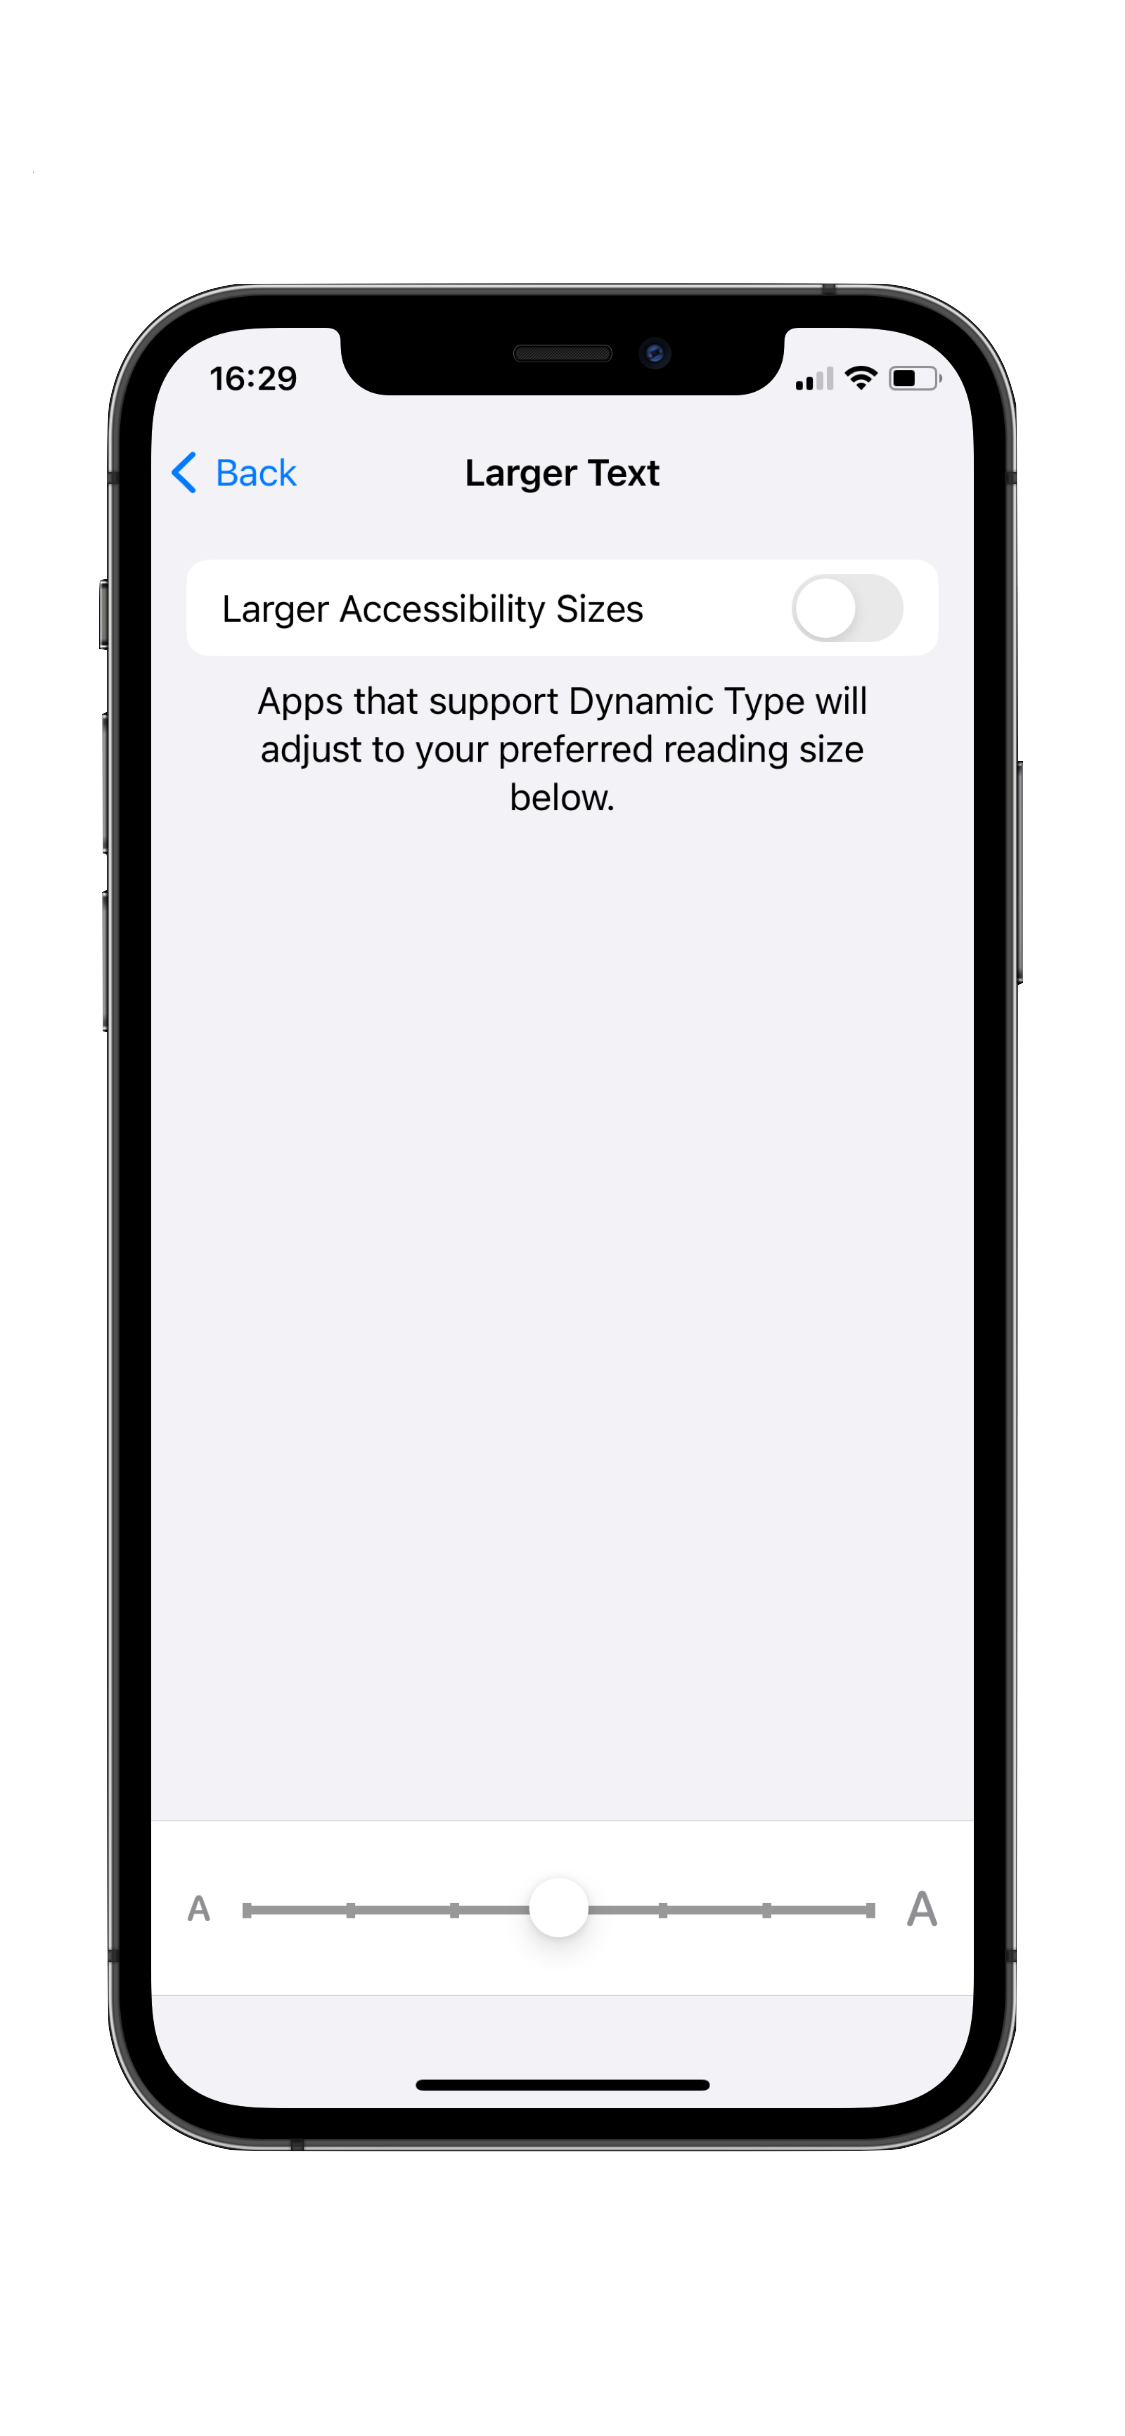 16:29
Back
Larger Text
Larger Accessibility Sizes
Apps that support Dynamic Type will
adjust to your preferred reading size
below.
A
A